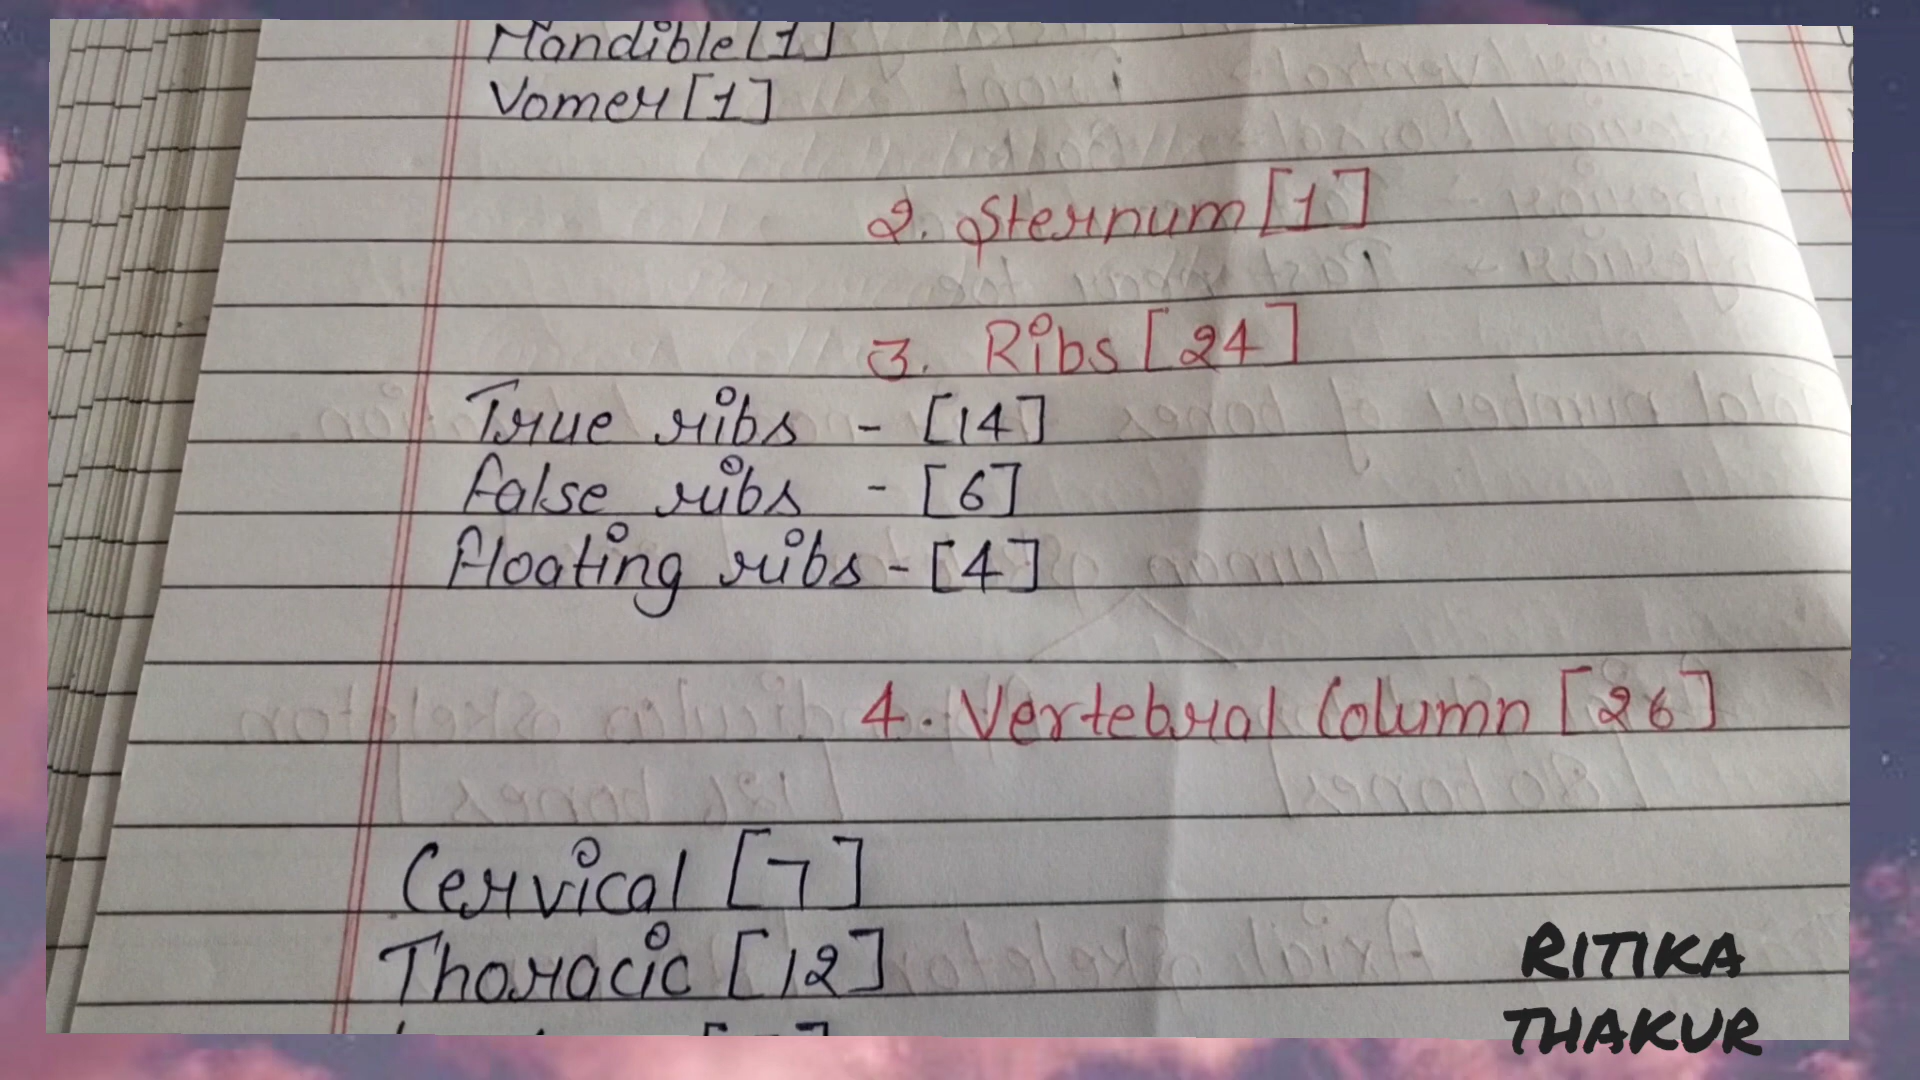 Mandible [1]
Vomer [1]
2. Sternum [1]
3. Ribs [24]
True ribs - [14]
False ribs - [6]
Floating ribs - [4]
4. Vertebral Column [26]
Cervical [7]
Thoracic [12]
RITIKA
THAKUR